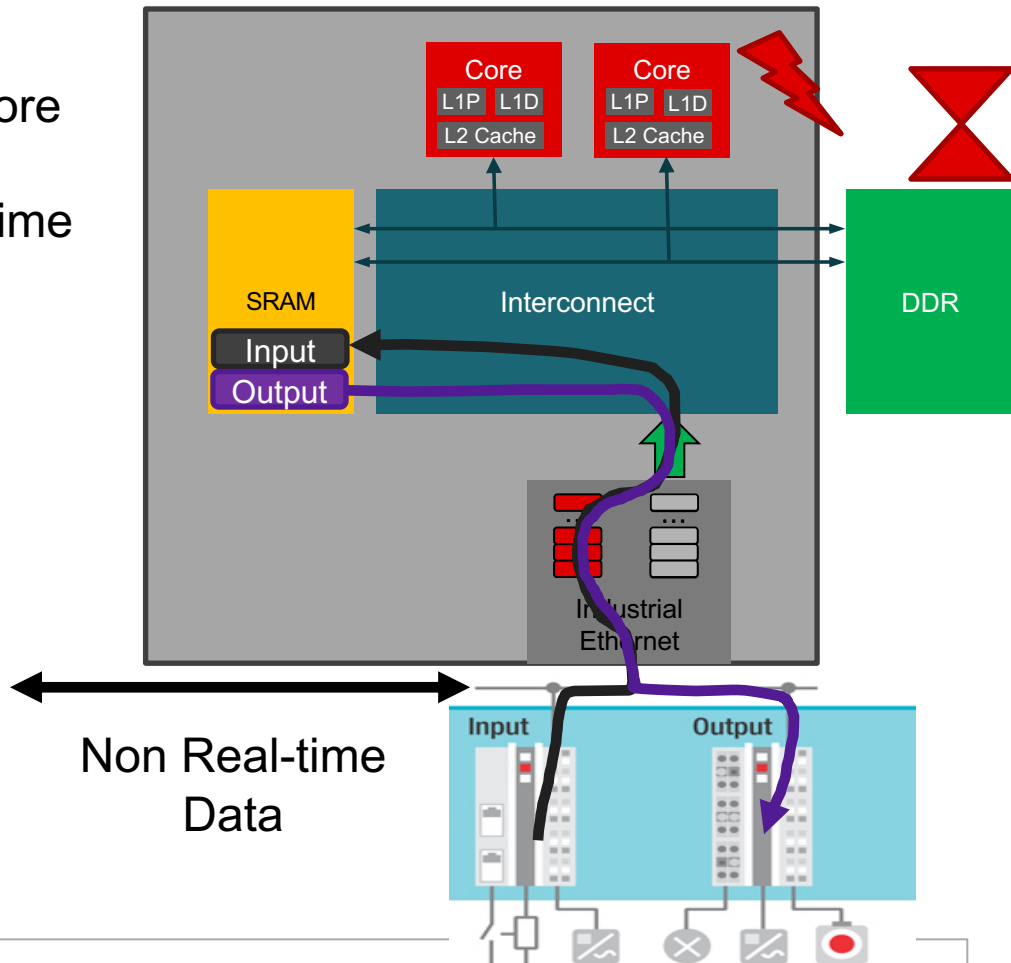 ore
ime
Core
L1P L1D
L2 Cache
Core
L1P L1D
L2 Cache
SRAM
Interconnect
DDR
Input
Output
...
...
Industrial
Ethernet
Non Real-time
Data
Input
Output